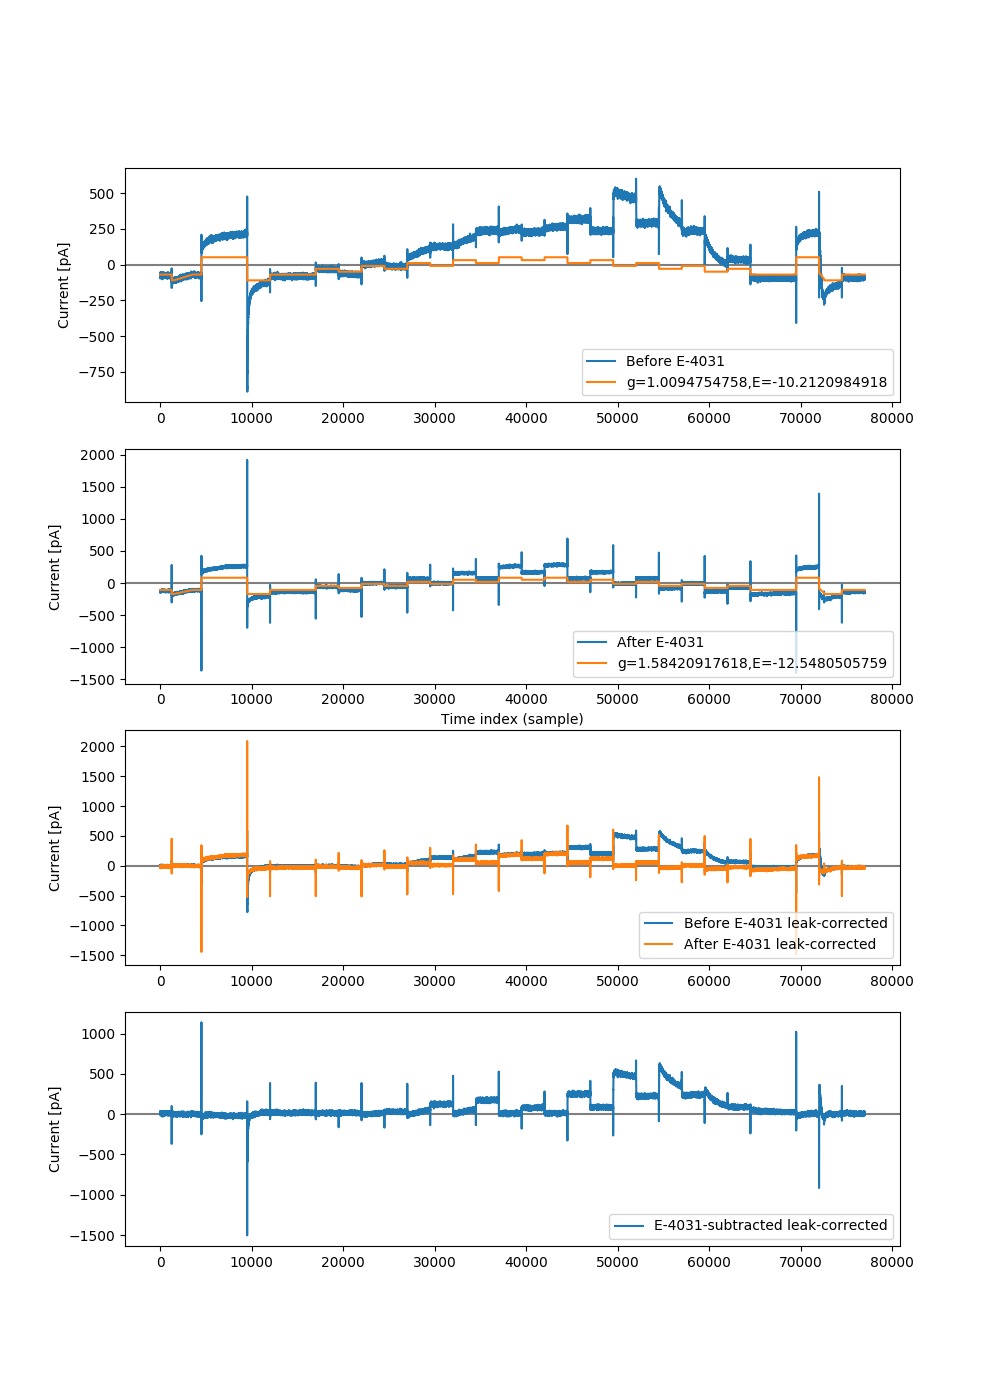 500
250
0
−250
−500
−750
Current [pA]
Before E-4031
g=1.0094754758,E=-10.2120984918
0 10000 20000 30000 40000 50000 60000 70000 80000
2000
1500
1000
500
0
−500
−1000
−1500
Current [pA]
After E-4031
g=1.58420917618,E=-12.5480505759
0 10000 20000 30000 40000 50000 60000 70000 80000
Time index (sample)
2000
1500
1000
500
0
−500
−1000
−1500
Current [pA]
Before E-4031 leak-corrected
After E-4031 leak-corrected
0 10000 20000 30000 40000 50000 60000 70000 80000
1000
500
0
−500
−1000
−1500
Current [pA]
E-4031-subtracted leak-corrected
0 10000 20000 30000 40000 50000 60000 70000 80000